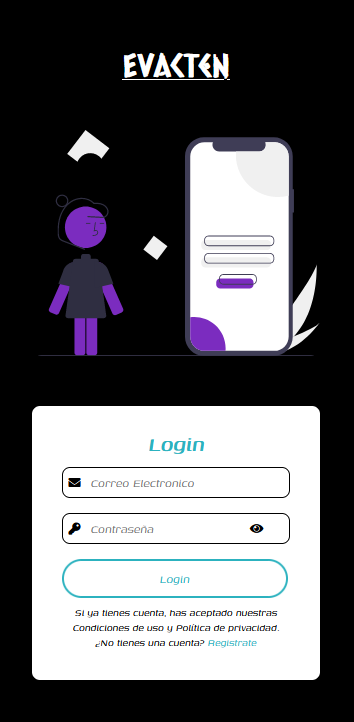 EVACTEN
Login
Correo Electronico
Contraseña
Login
Si ya tienes cuenta, has aceptado nuestras
Condiciones de uso y Política de privacidad.
¿No tienes una cuenta? Registrate